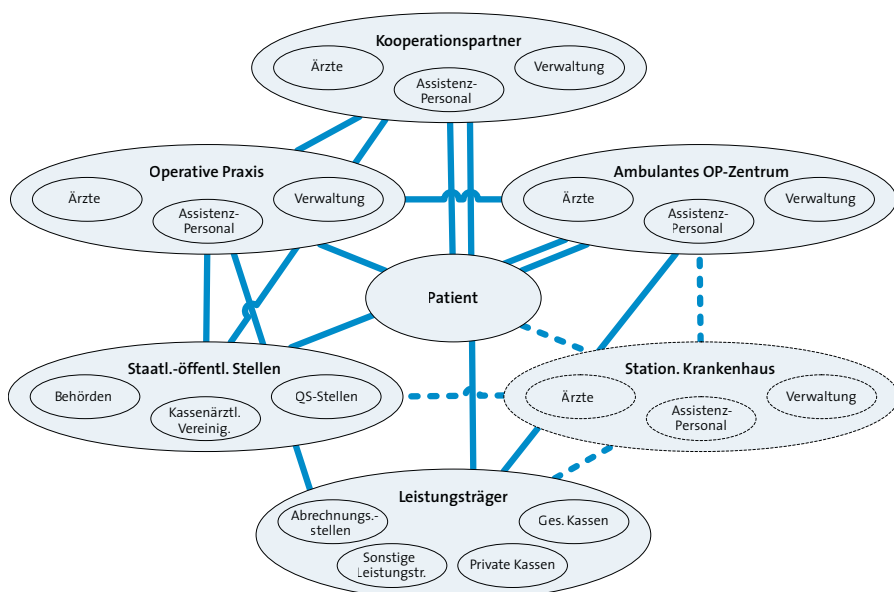 Kooperationspartner
Ärzte
Assistenz-
Personal
Verwaltung
Operative Praxis
Ärzte
Assistenz-
Personal
Verwaltung
Ambulantes OP-Zentrum
Ärzte
Assistenz-
Personal
Verwaltung
Patient
Staatl.-öffentl. Stellen
Behörden
Kassenärztl.
Vereinig.
QS-Stellen
Station. Krankenhaus
Ärzte
Assistenz-
Personal
Verwaltung
Leistungsträger
Abrechnungs.-
stellen
Sonstige
Leistungstr.
Private Kassen
Ges. Kassen